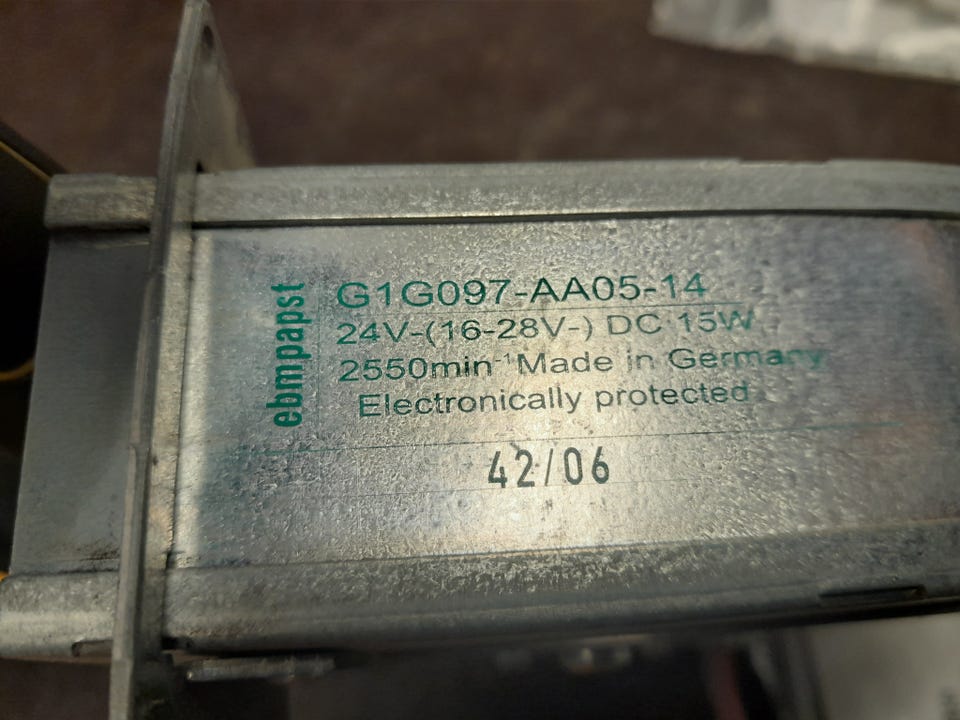 ebmpapst
G1G097-AA05-14
24V-(16-28V-) DC 15W
2550min⁻¹ Made in Germany
Electronically protected
42/06